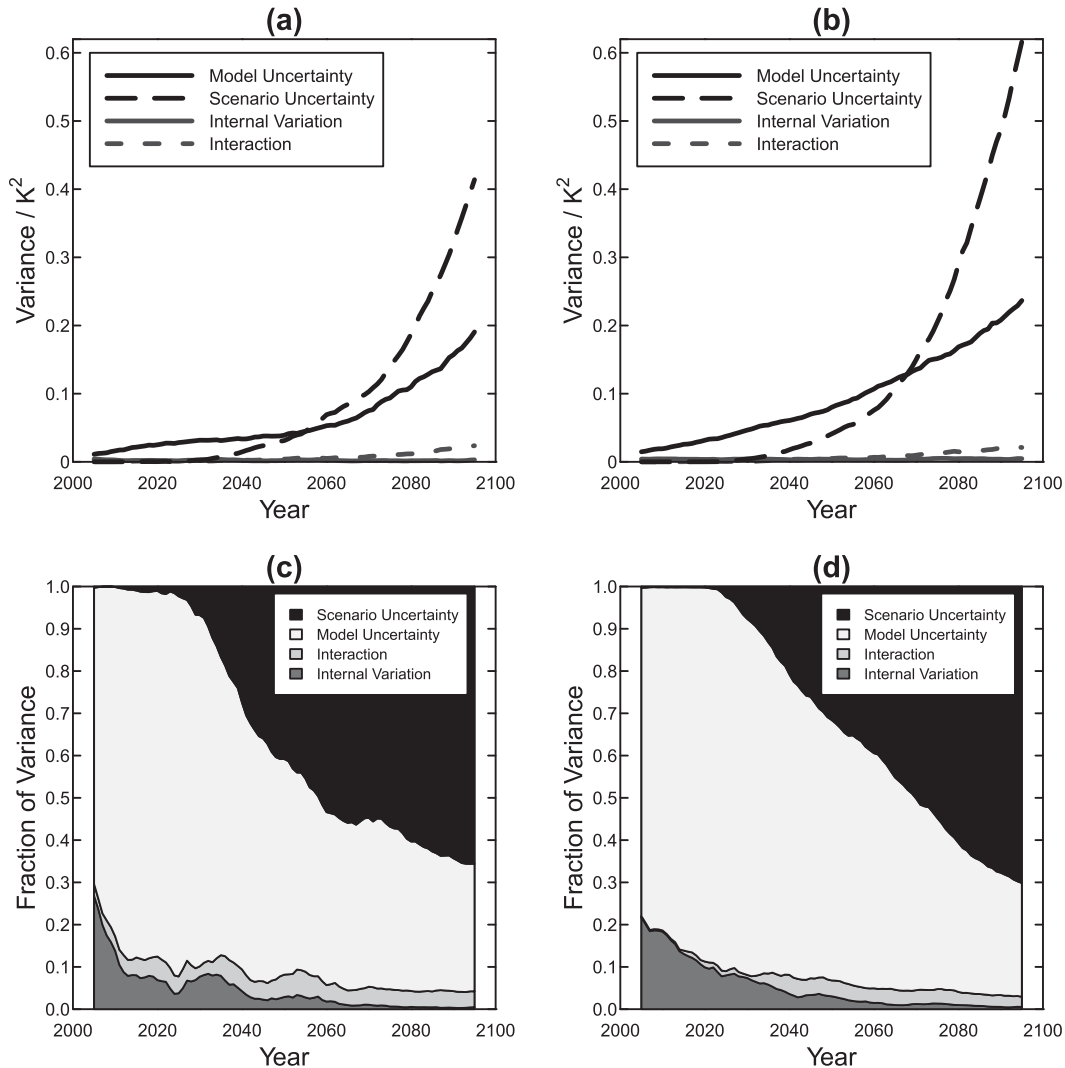 (a)
0.6
0.5
0.4
0.3
0.2
0.1
0
Variance / K²
Model Uncertainty
Scenario Uncertainty
Internal Variation
Interaction
2000 2020 2040 2060 2080 2100
Year
(b)
0.6
0.5
0.4
0.3
0.2
0.1
0
Variance / K²
Model Uncertainty
Scenario Uncertainty
Internal Variation
Interaction
2000 2020 2040 2060 2080 2100
Year
(c)
1.0
0.9
0.8
0.7
0.6
0.5
0.4
0.3
0.2
0.1
0.0
Fraction of Variance
Scenario Uncertainty
Model Uncertainty
Interaction
Internal Variation
2000 2020 2040 2060 2080 2100
Year
(d)
1.0
0.9
0.8
0.7
0.6
0.5
0.4
0.3
0.2
0.1
0.0
Fraction of Variance
Scenario Uncertainty
Model Uncertainty
Interaction
Internal Variation
2000 2020 2040 2060 2080 2100
Year